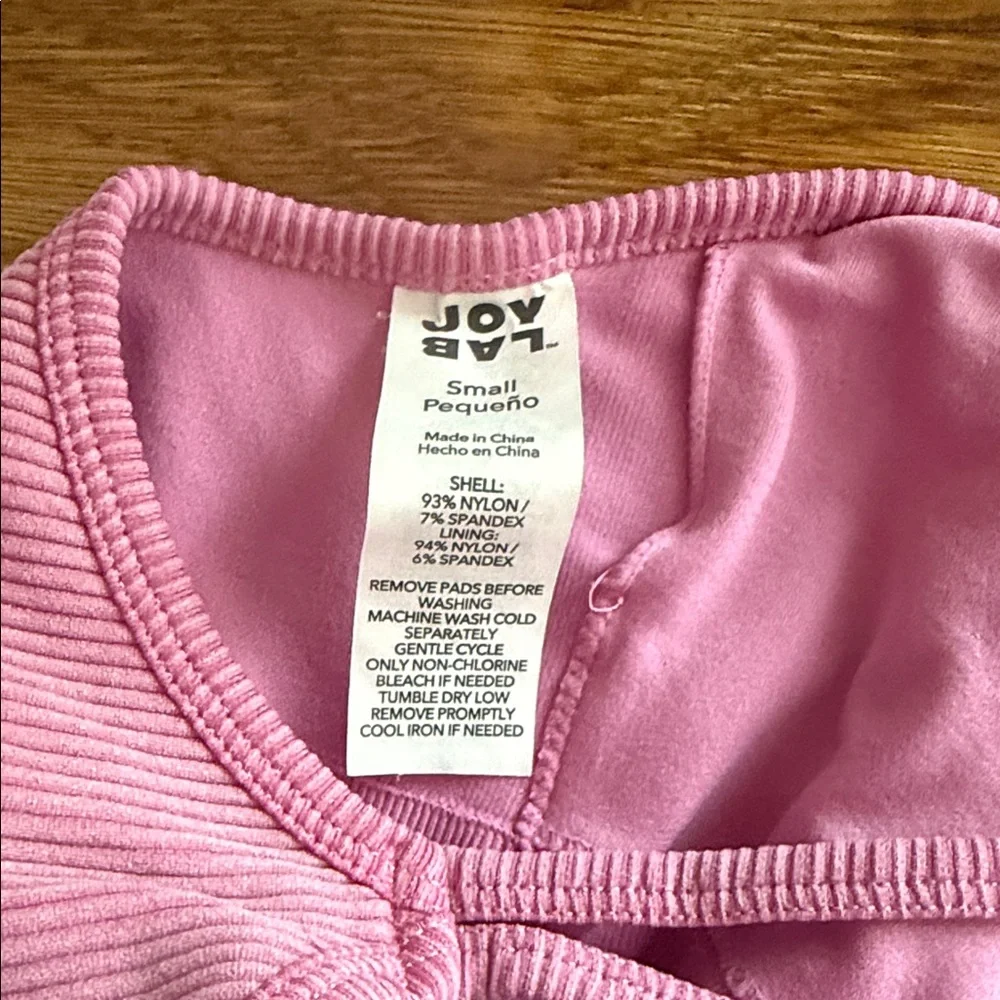 JOY
LAB™
Small
Pequeño
Made in China
Hecho en China
SHELL:
93% NYLON /
7% SPANDEX
LINING:
94% NYLON /
6% SPANDEX
REMOVE PADS BEFORE
WASHING
MACHINE WASH COLD
SEPARATELY
GENTLE CYCLE
ONLY NON-CHLORINE
BLEACH IF NEEDED
TUMBLE DRY LOW
REMOVE PROMPTLY
COOL IRON IF NEEDED